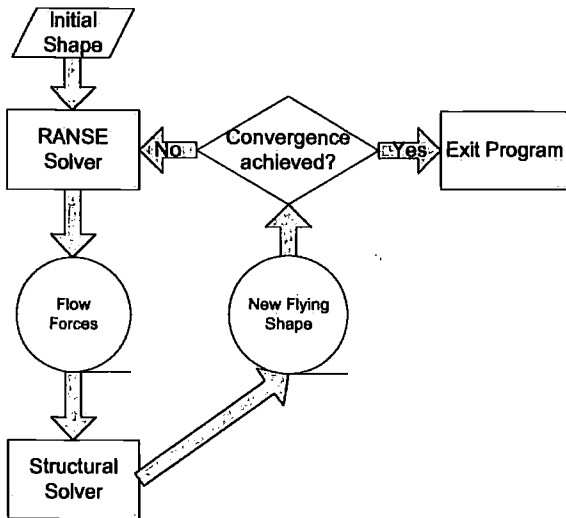 Initial
Shape
RANSE
Solver
No
Convergence
achieved?
Yes
Exit Program
Flow
Forces
New Flying
Shape
Structural
Solver